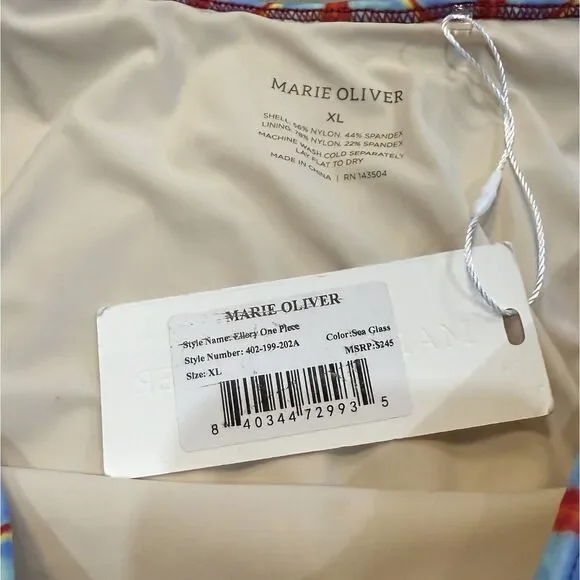 MARIE OLIVER
XL
SHELL: 56% NYLON, 44% SPANDEX
LINING: 78% NYLON, 22% SPANDEX
MACHINE WASH COLD SEPARATELY
LAY FLAT TO DRY
MADE IN CHINA | RN 143504
MARIE OLIVER
Style Name: Ellery One Piece
Color:Sea Glass
Style Number: 402-199-202A
MSRP:$245
Size: XL
8 40344 72993 5